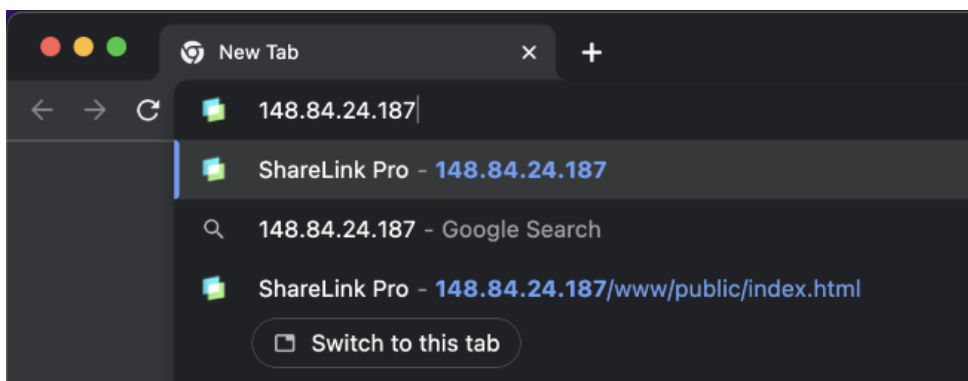 New Tab
148.84.24.187
ShareLink Pro - 148.84.24.187
148.84.24.187 - Google Search
ShareLink Pro - 148.84.24.187/www/public/index.html
Switch to this tab